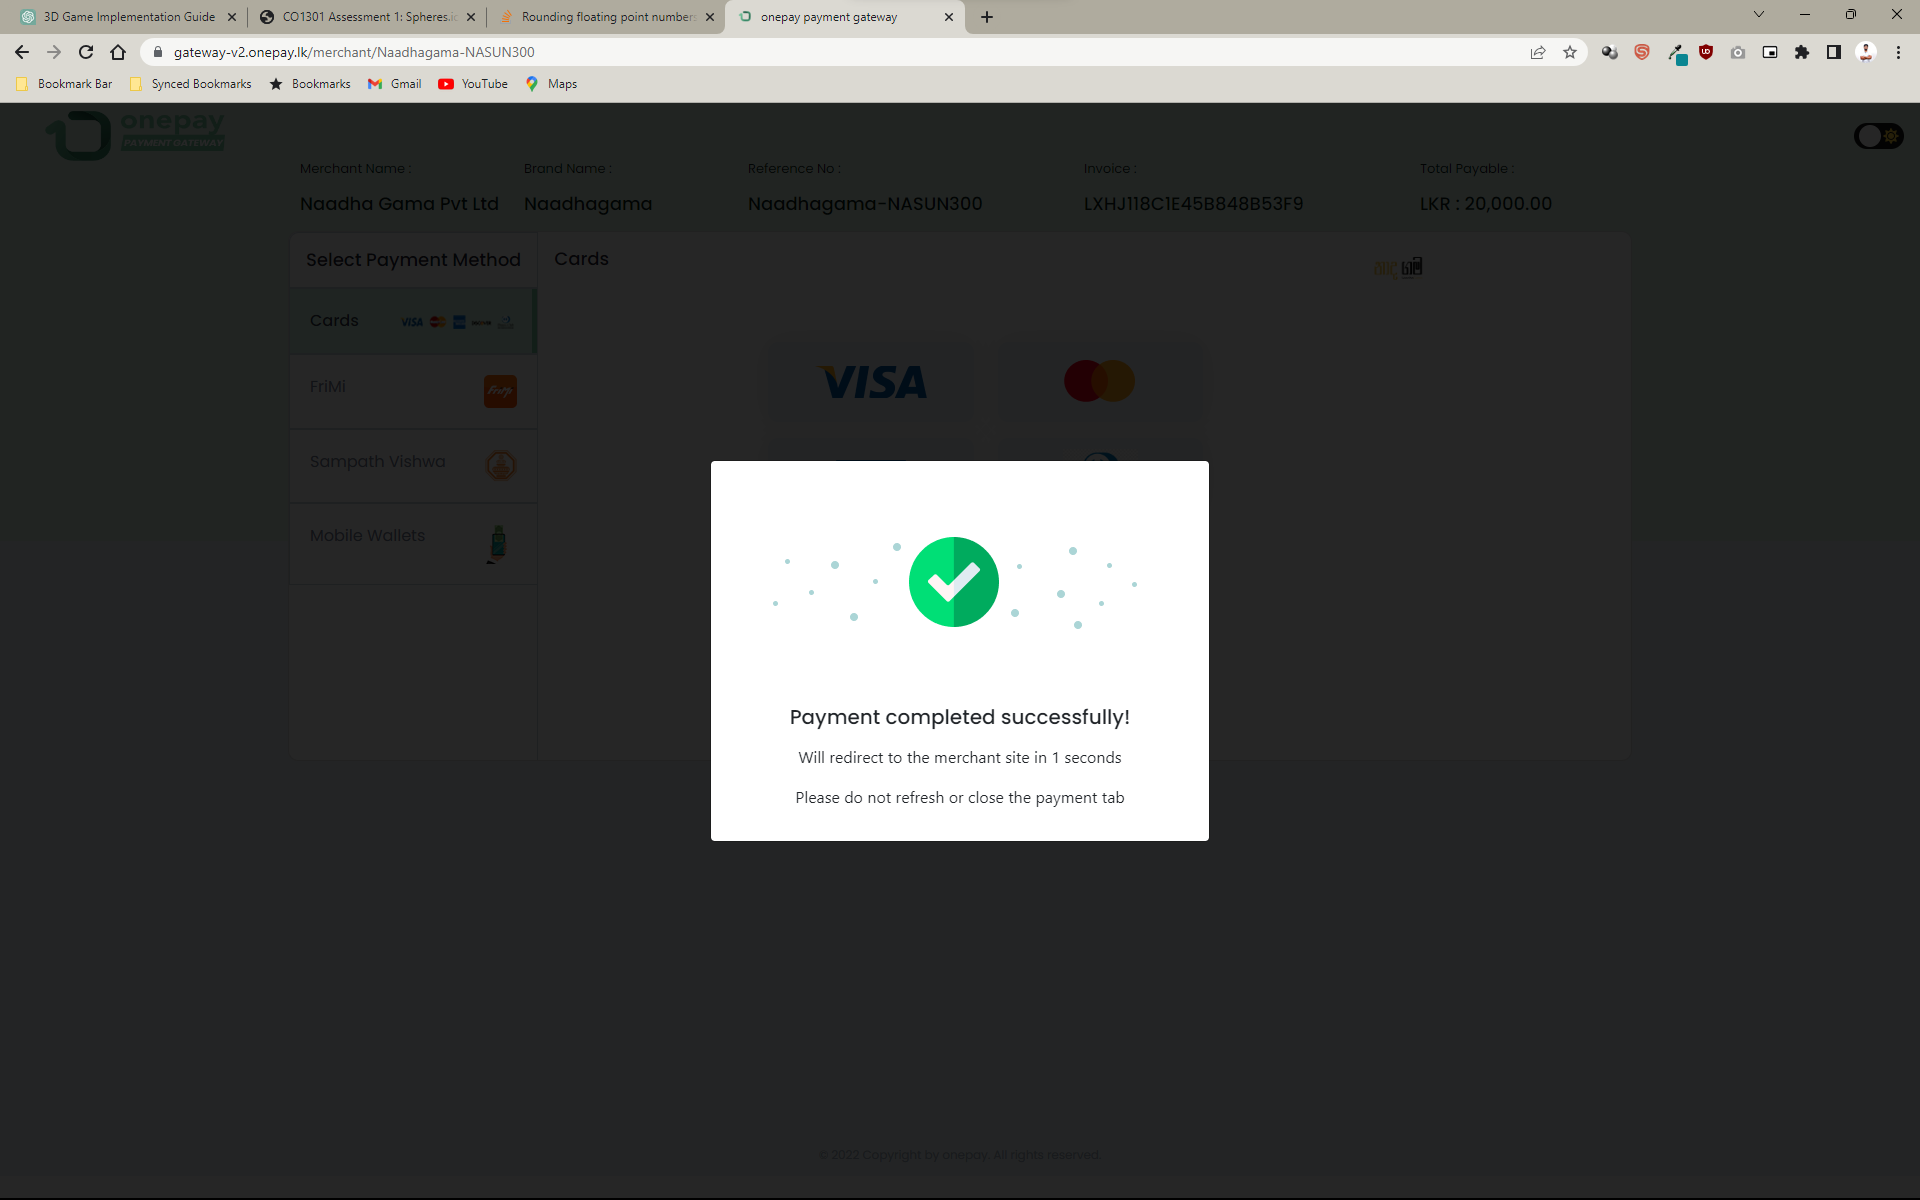 3D Game Implementation Guide
CO1301 Assessment 1: Spheres.i
Rounding floating point numbers
onepay payment gateway
gateway-v2.onepay.lk/merchant/Naadhagama-NASUN300
Bookmark Bar
Synced Bookmarks
Bookmarks
Gmail
YouTube
Maps
onepay
PAYMENT GATEWAY
Merchant Name :
Brand Name :
Reference No :
Invoice :
Total Payable :
Naadha Gama Pvt Ltd
Naadhagama
Naadhagama-NASUN300
LXHJ118C1E45B848B53F9
LKR : 20,000.00
Select Payment Method
Cards
Cards
VISA
FriMi
FriMi
Sampath Vishwa
Mobile Wallets
VISA
Payment completed successfully!
Will redirect to the merchant site in 1 seconds
Please do not refresh or close the payment tab
© 2022 Copyright by onepay. All rights reserved.